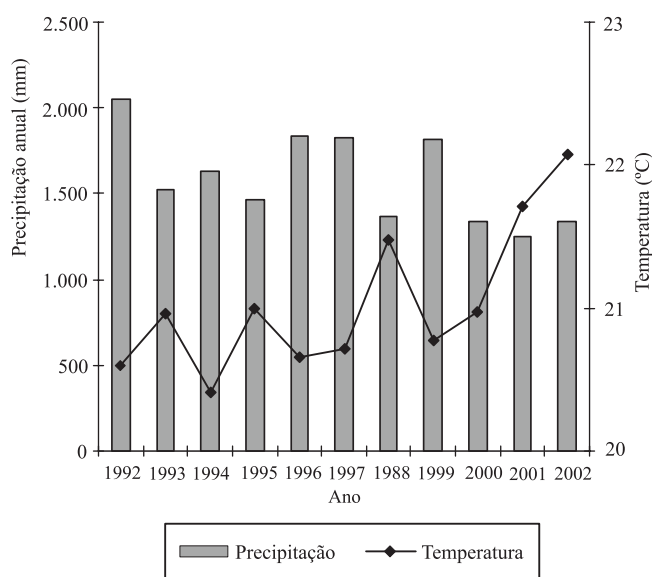 2.500
2.000
1.500
1.000
500
0
Precipitação anual (mm)
23
22
21
20
Temperatura (ºC)
1992 1993 1994 1995 1996 1997 1988 1999 2000 2001 2002
Ano
Precipitação Temperatura